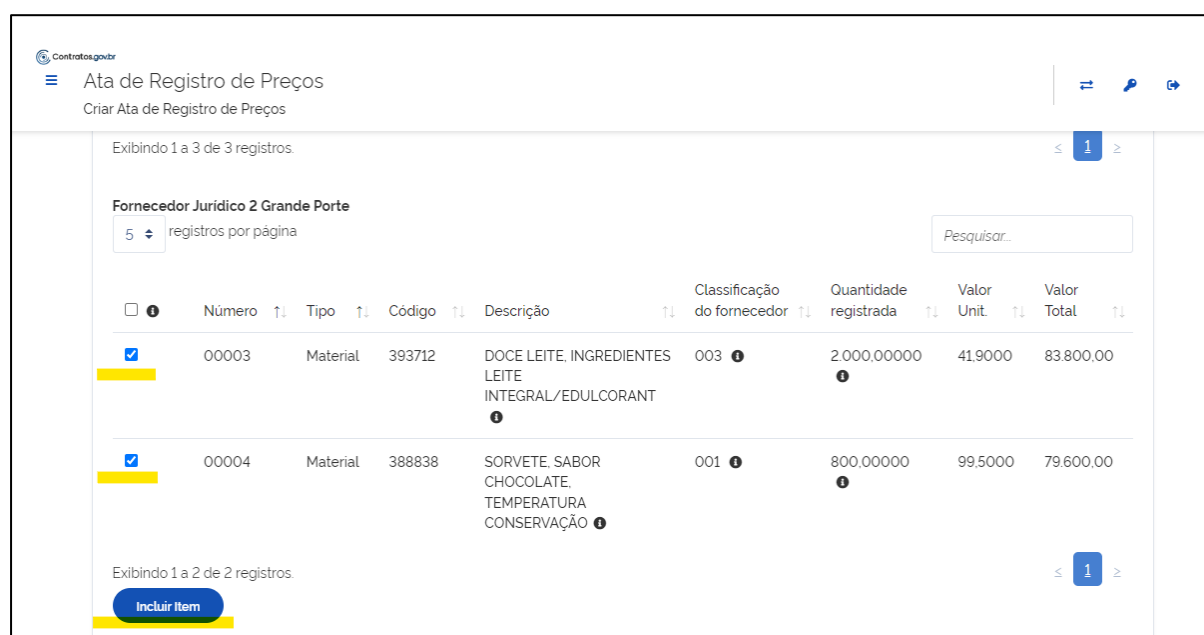 Contratos.gov.br
Ata de Registro de Preços
Criar Ata de Registro de Preços
Exibindo 1 a 3 de 3 registros.
≤ 1 ≥
Fornecedor Jurídico 2 Grande Porte
5 registros por página
Pesquisar...
Número Tipo Código Descrição Classificação do fornecedor Quantidade registrada Valor Unit. Valor Total
00003 Material 393712 DOCE LEITE, INGREDIENTES 003 2.000,00000 41,9000 83.800,00
LEITE
INTEGRAL/EDULCORANT
00004 Material 388838 SORVETE, SABOR 001 800,00000 99,5000 79.600,00
CHOCOLATE,
TEMPERATURA
CONSERVAÇÃO
Exibindo 1 a 2 de 2 registros.
≤ 1 ≥
Incluir Item